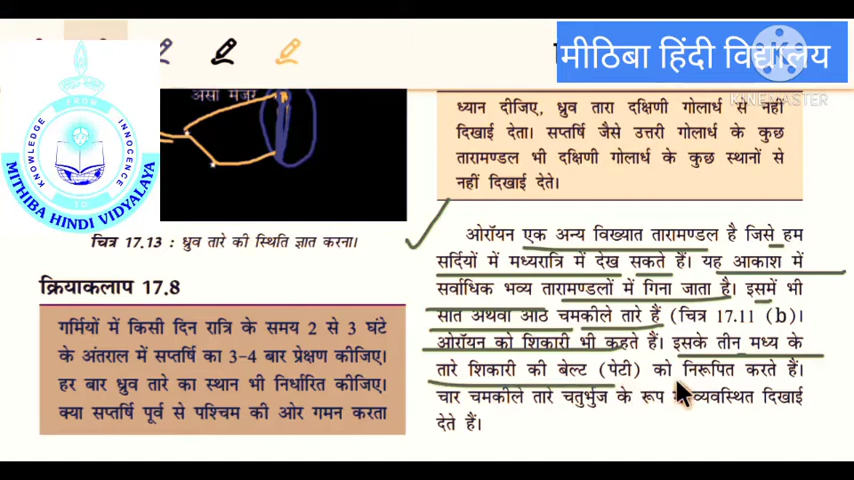 मीठिबा हिंदी विद्यालय
KINEMASTER
KNOWLEDGE
FROM
INNOCENCE
TO
MITHIBA HINDI VIDYALAYA
चित्र 17.13 : ध्रुव तारे की स्थिति ज्ञात करना।
क्रियाकलाप 17.8
गर्मियों में किसी दिन रात्रि के समय 2 से 3 घंटे
के अंतराल में सप्तर्षि का 3-4 बार प्रेक्षण कीजिए।
हर बार ध्रुव तारे का स्थान भी निर्धारित कीजिए।
क्या सप्तर्षि पूर्व से पश्चिम की ओर गमन करता
ध्यान दीजिए, ध्रुव तारा दक्षिणी गोलार्ध से नहीं
दिखाई देता। सप्तर्षि जैसे उत्तरी गोलार्ध के कुछ
तारामण्डल भी दक्षिणी गोलार्ध के कुछ स्थानों से
नहीं दिखाई देते।
ओरॉयन एक अन्य विख्यात तारामण्डल है जिसे हम
सर्दियों में मध्यरात्रि में देख सकते हैं। यह आकाश में
सर्वाधिक भव्य तारामण्डलों में गिना जाता है। इसमें भी
सात अथवा आठ चमकीले तारे हैं (चित्र 17.11 (b)।
ओरॉयन को शिकारी भी कहते हैं। इसके तीन मध्य के
तारे शिकारी की बेल्ट (पेटी) को निरूपित करते हैं।
चार चमकीले तारे चतुर्भुज के रूप व्यवस्थित दिखाई
देते हैं।